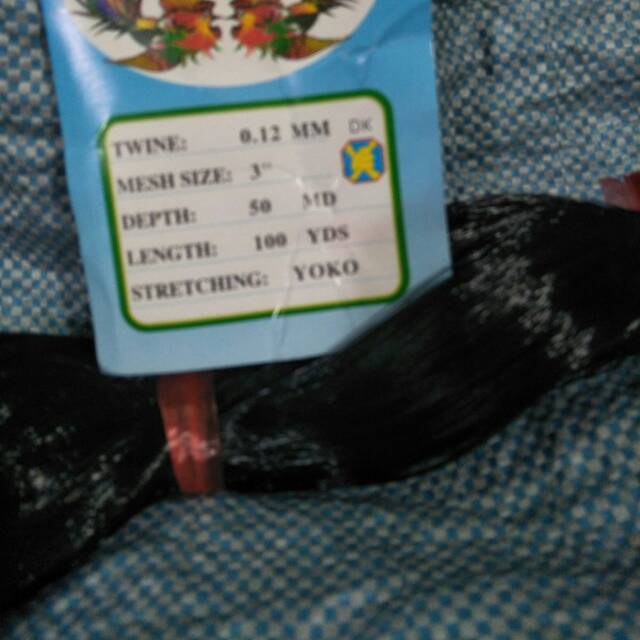 TWINE: 0.12 MM DK
MESH SIZE: 3"
DEPTH: 50 MD
LENGTH: 100 YDS
STRETCHING: YOKO